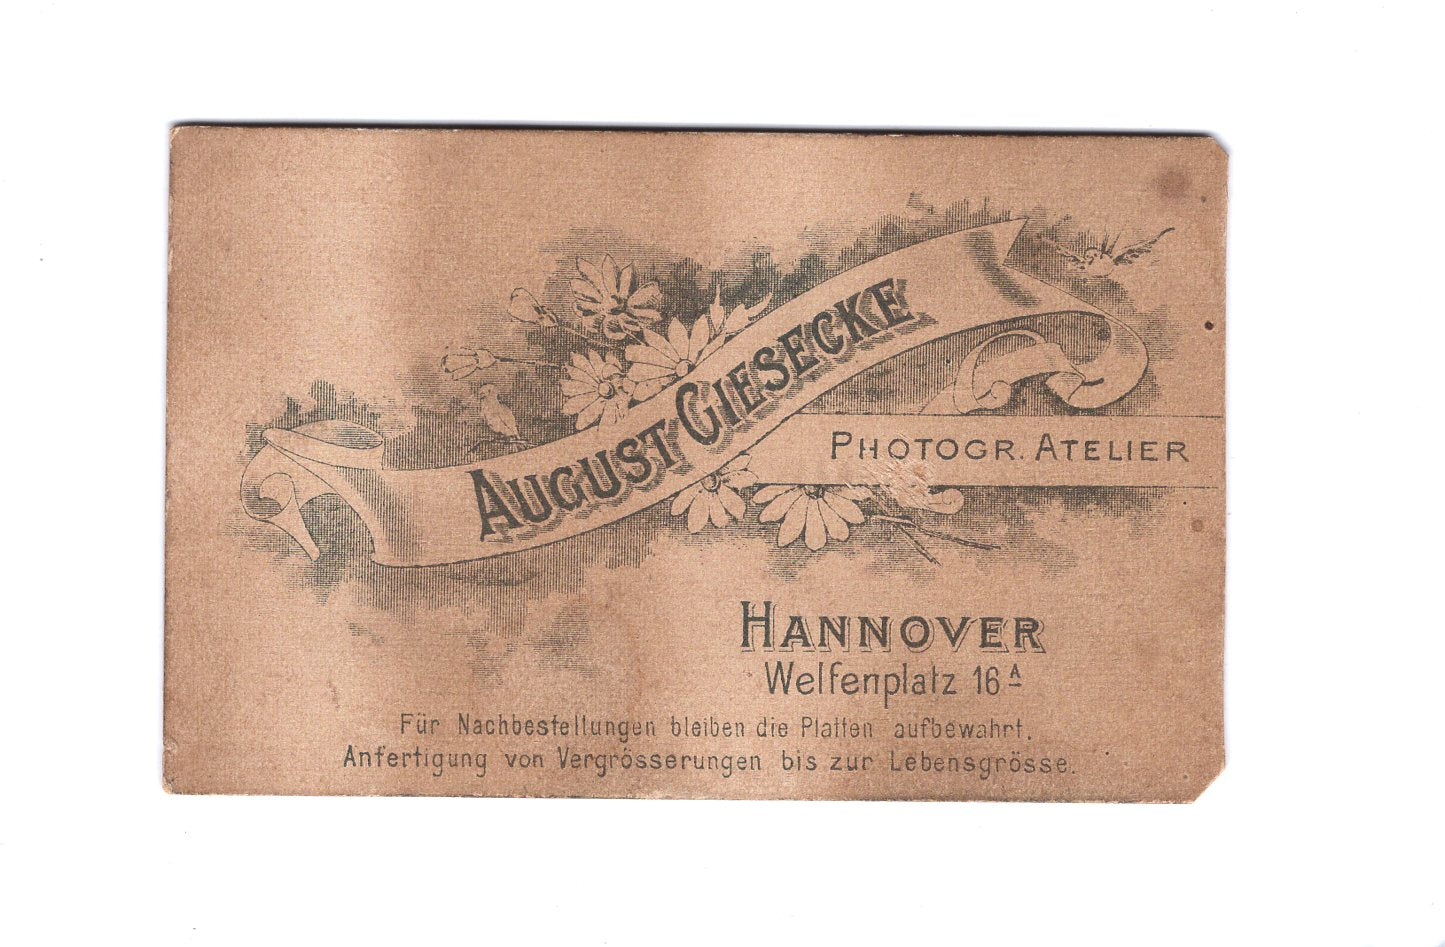 AUGUST GIESECKE
PHOTOGR. ATELIER
HANNOVER
Welfenplatz 16A
Für Nachbestellungen bleiben die Platten aufbewahrt.
Anfertigung von Vergrösserungen bis zur Lebensgrösse.